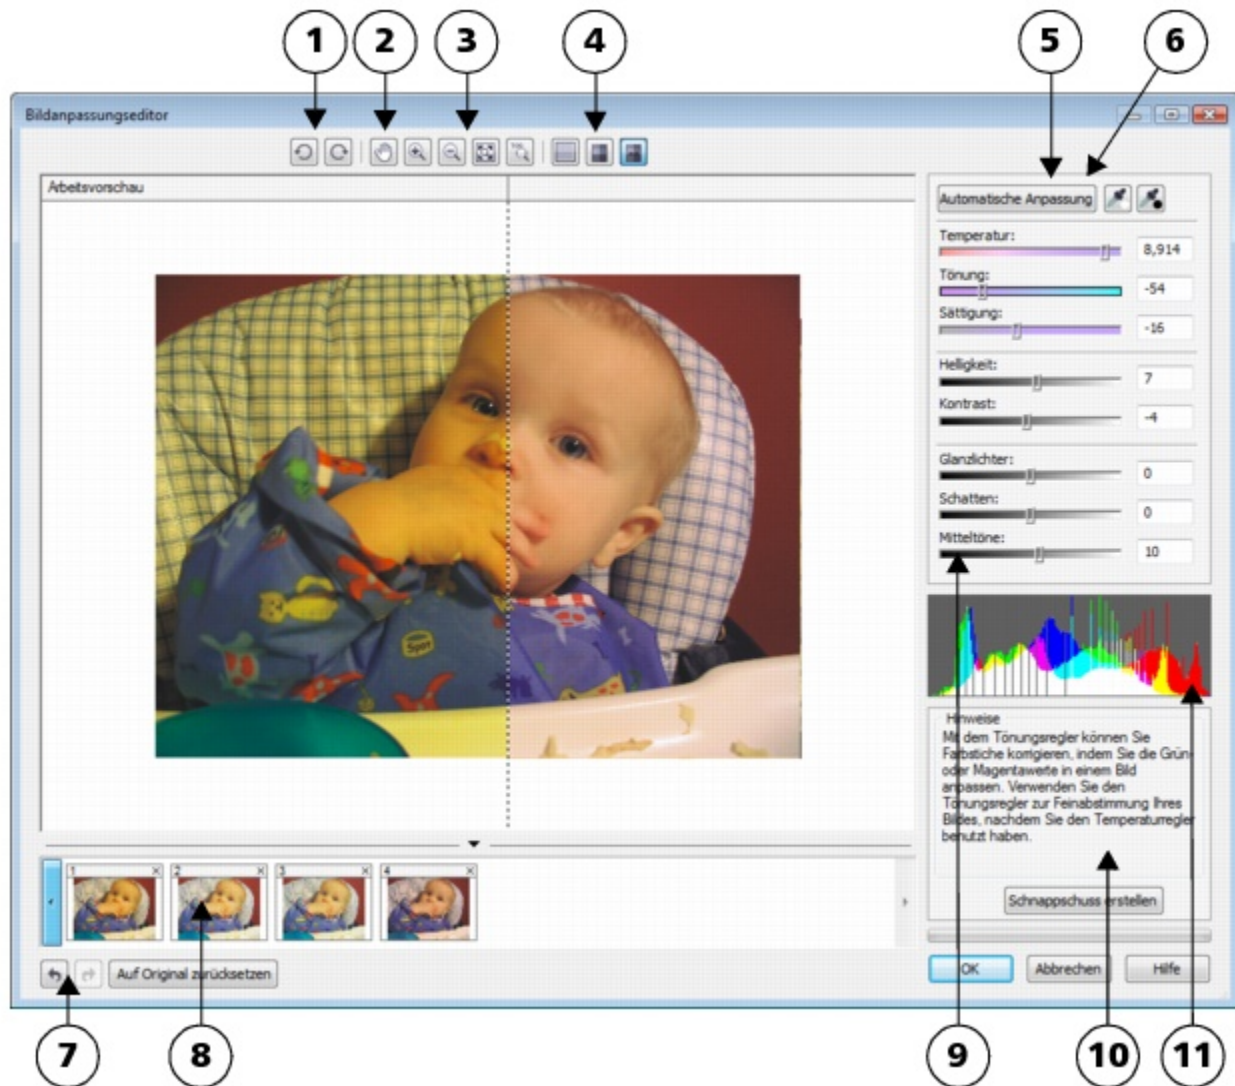 1 2 3 4 5 6
Bildanpassungseditor
Arbeitsvorschau
Automatische Anpassung
Temperatur:
8,914
Tönung:
-54
Sättigung:
-16
Helligkeit:
7
Kontrast:
-4
Glanzlichter:
0
Schatten:
0
Mitteltöne:
10
Spor
Hinweise
Mit dem Tönungsregler können Sie
Farbstiche korrigieren, indem Sie die Grün-
oder Magentawerte in einem Bild
anpassen. Verwenden Sie den
Tönungsregler zur Feinabstimmung Ihres
Bildes, nachdem Sie den Temperaturregler
benutzt haben.
1 2 3 4
Schnappschuss erstellen
Auf Original zurücksetzen
OK
Abbrechen
Hilfe
7 8 9 10 11